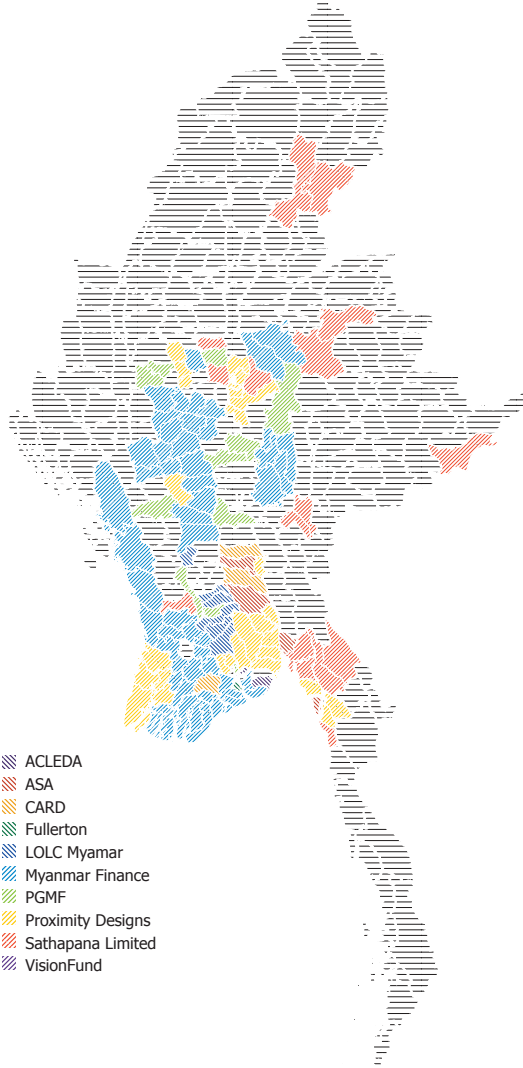 ACLEDA
ASA
CARD
Fullerton
LOLC Myamar
Myanmar Finance
PGMF
Proximity Designs
Sathapana Limited
VisionFund